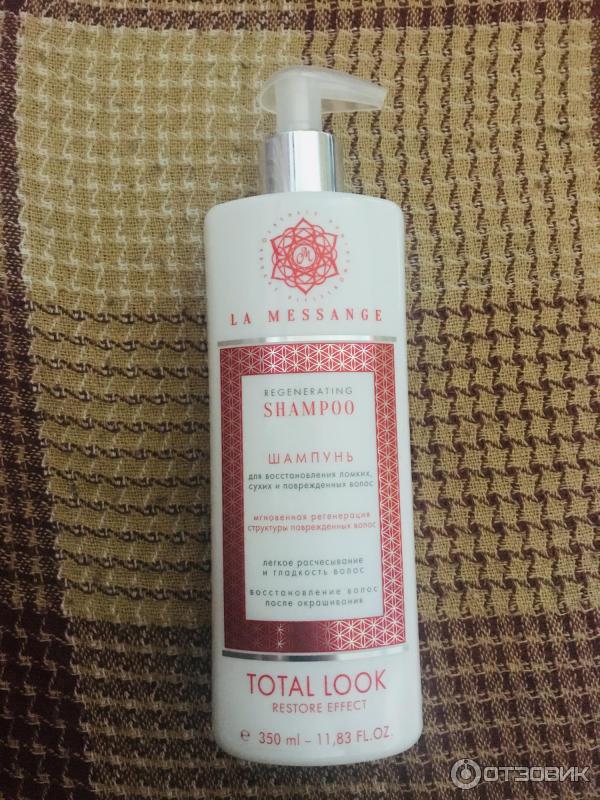 LA MESSANGE
REGENERATING
SHAMPOO
ШАМПУНЬ
для восстановления ломких,
сухих и поврежденных волос
мгновенная регенерация
структуры поврежденных волос
легкое расчесывание
и гладкость волос
восстановление волос
после окрашивания
TOTAL LOOK
RESTORE EFFECT
e 350 ml – 11,83 FL.OZ.
ОТЗОВИК